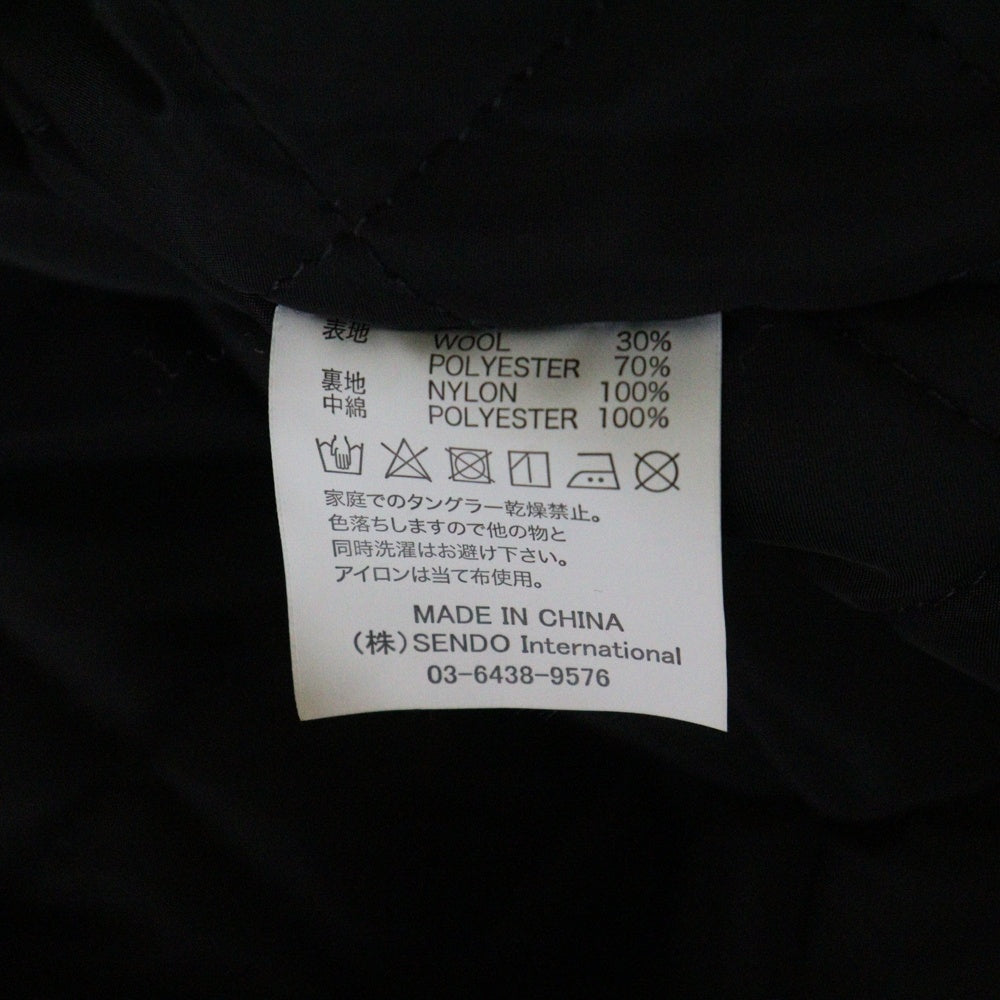 表地 WOOL 30%
POLYESTER 70%
裏地 NYLON 100%
中綿 POLYESTER 100%
家庭でのタングラー乾燥禁止。
色落ちしますので他の物と
同時洗濯はお避け下さい。
アイロンは当て布使用。
MADE IN CHINA
(株)SENDO International
03-6438-9576